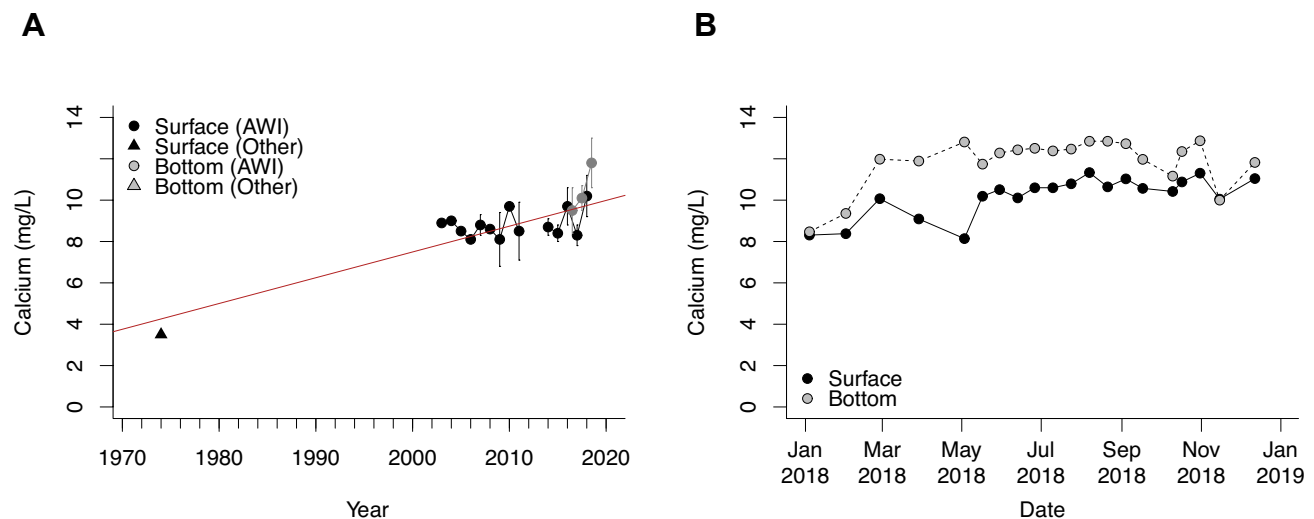 A
Calcium (mg/L)
14
10
8
6
4
2
0
Surface (AWI)
Surface (Other)
Bottom (AWI)
Bottom (Other)
1970 1980 1990 2000 2010 2020
Year
B
Calcium (mg/L)
14
10
8
6
4
2
0
Surface
Bottom
Jan Mar May Jul Sep Nov Jan
2018 2018 2018 2018 2018 2018 2019
Date